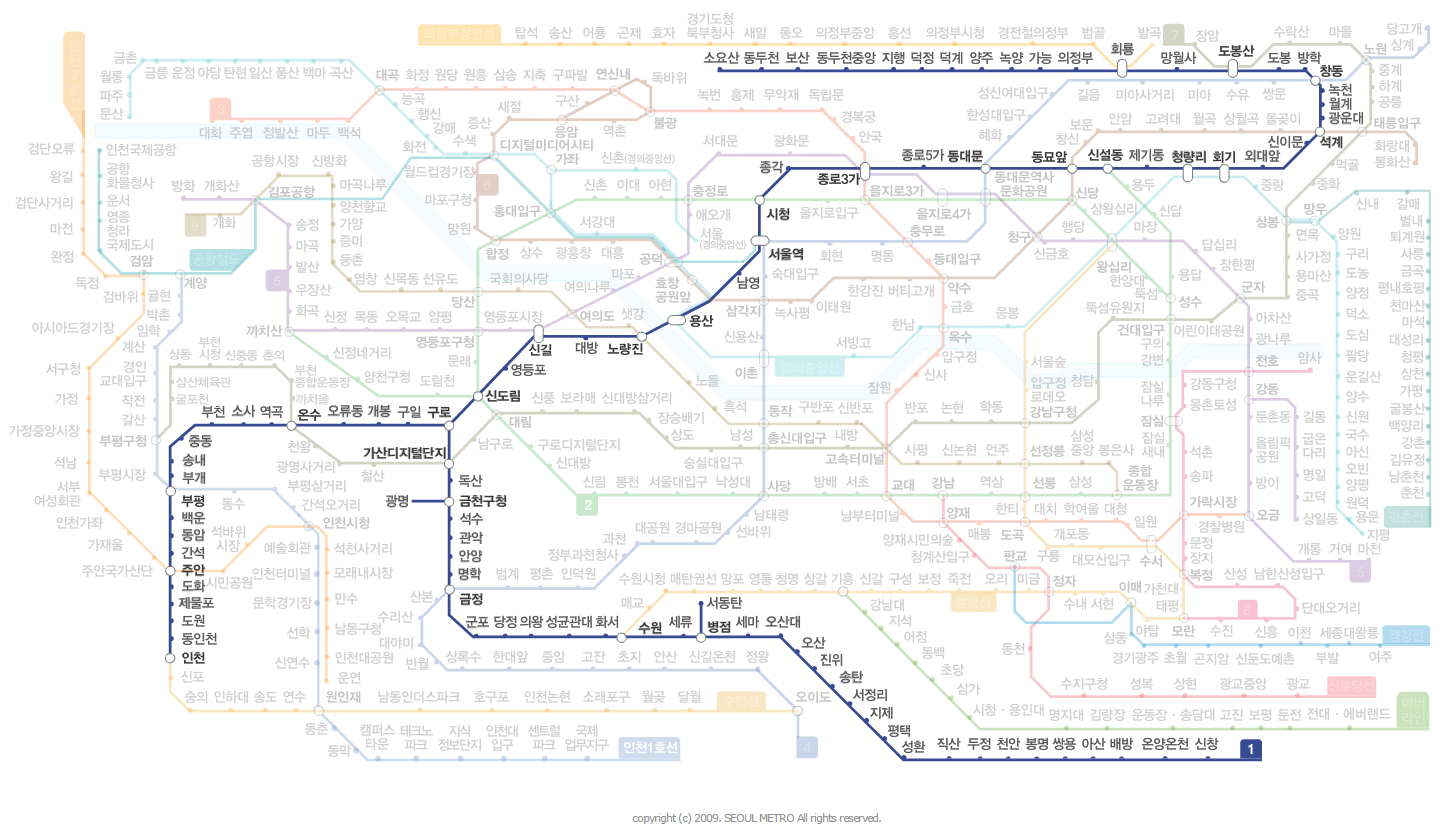 의정부경전철
탑석 송산 어룡 곤제 효자 경기도청
북부청사 새말 동오 의정부중앙 흥선 의정부시청 경전철의정부 범골 발곡
7
장암 수락산 마들
당고개
상계
노원
소요산 동두천 보산 동두천중앙 지행 덕정 덕계 양주 녹양 가능 의정부
회룡
망월사
도봉산
도봉 방학
창동
녹천
월계
광운대
석계
신이문
외대앞
회기
청량리
제기동
신설동
동묘앞
동대문
종로5가
종로3가
종각
시청
서울역
남영
용산
노량진
대방
신길
영등포
신도림
구로
구일
개봉
오류동
온수
역곡
소사
부천
중동
송내
부개
부평
백운
동암
간석
주안
도화
제물포
도원
동인천
인천
가산디지털단지
독산
금천구청
광명
석수
관악
안양
명학
금정
군포 당정 의왕 성균관대 화서
수원
세류
병점
서동탄
세마 오산대
오산
진위
송탄
서정리
지제
평택
성환
직산 두정 천안 봉명 쌍용 아산 배방 온양온천 신창
1
금촌
월롱
파주
문산
금릉 운정 야당 탄현 일산 풍산 백마 곡산
대곡
화정 원당 원흥 삼송 지축 구파발 연신내
독바위
3
대화 주엽 정발산 마두 백석
능곡
행신
강매
화전
수색
디지털미디어시티
증산
새절
응암
구산
역촌
불광
녹번 홍제 무악재 독립문
경복궁
안국
성신여대입구
한성대입구
혜화
길음 미아사거리 미아 수유 쌍문
보문
창신
안암 고려대 월곡 상월곡 돌곶이
태릉입구
화랑대
봉화산
중계
하계
공릉
먹골
중화
상봉
망우
신내 갈매
별내
퇴계원
사릉
금곡
평내호평
천마산
마석
대성리
청평
상천
가평
굴봉산
백양리
강촌
김유정
남춘천
춘천
경춘선
양원
구리
도농
양정
덕소
도심
팔당
운길산
양수
신원
국수
아신
오빈
양평
원덕
용문
지평
검단오류
왕길
검단사거리
마전
완정
독정
검암
검바위
아시아드경기장
서구청
가정
가정중앙시장
석남
서부
여성회관
인천가좌
가재울
주안국가산단
시민공원
석바위
시장
인천시청
석천사거리
모래내시장
만수
남동구청
인천대공원
운연
인천국제공항
공항
화물청사
운서
영종
청라
국제도시
공항철도
계양
귤현
박촌
임학
계산
경인
교대입구
작전
갈산
부평구청
부평시장
동수
부평삼거리
간석오거리
예술회관
인천터미널
문학경기장
선학
신연수
원인재
동춘
동막
캠퍼스
타운
테크노
파크
지식
정보단지
인천대
입구
센트럴
파크
국제
업무지구
인천1호선
신포
숭의 인하대 송도 연수
남동인더스파크 호구포 인천논현 소래포구 월곶 달월
수인선
오이도
4
정왕
신길온천
안산
초지
고잔
중앙
한대앞
상록수
반월
대야미
수리산
산본
범계 평촌 인덕원
정부과천청사
과천
대공원 경마공원
선바위
남태령
사당
총신대입구
동작
이촌
신용산
삼각지
숙대입구
회현
명동
충무로
공항시장
신방화
방화 개화산
김포공항
9
개화
마곡나루
양천향교
가양
증미
등촌
염창 신목동 선유도
당산
국회의사당
여의도
샛강
노들
흑석
구반포 신반포
고속터미널
사평 신논현 언주
선정릉
삼성
중앙 봉은사
종합
운동장
송정
마곡
발산
우장산
화곡
5
까치산
신정 목동 오목교 양평
영등포구청
영등포시장
여의나루
마포
공덕
애오개
충정로
서대문
광화문
을지로3가
을지로4가
동대문역사
문화공원
청구
신금호
행당
왕십리
마장
답십리
장한평
군자
아차산
광나루
천호
강동
길동
굽은
다리
명일
고덕
상일동
둔촌동
올림픽
공원
방이
오금
개롱 거여 마천
5
월드컵경기장
마포구청
망원
6
합정
상수
광흥창
대흥
효창
공원앞
녹사평
이태원
한강진 버티고개
약수
동대입구
금호
옥수
압구정
신사
잠원
신당
상왕십리
한양대
뚝섬
성수
용답
신답
용두
건대입구
구의
강변
잠실
나루
잠실
잠실
새내
삼성
선릉
역삼
강남
교대
서초
방배
낙성대
서울대입구
봉천
신림
2
신대방
구로디지털단지
대림
도림천
양천구청
신정네거리
문래
홍대입구
신촌
이대
아현
을지로입구
가좌
신촌(경의중앙선)
서울
(경의중앙선)
서강대
서빙고
한남
응봉
중랑
경의중앙선
서울숲
압구정
로데오
강남구청
청담
뚝섬유원지
어린이대공원
중곡
용마산
사가정
면목
학동
논현
반포
내방
남성
숭실대입구
상도
장승배기
신대방삼거리
보라매
신풍
남구로
철산
광명사거리
천왕
까치울
부천
종합운동장
춘의
신중동
부천
시청
상동
삼산체육관
굴포천
암사
강동구청
몽촌토성
석촌
송파
가락시장
문정
장지
복정
산성 남한산성입구
8
단대오거리
신흥
수진
모란
태평
가천대
수서
일원
대청
학여울
대치
도곡
매봉
양재
남부터미널
경찰병원
한티
구룡
개포동
대모산입구
양재시민의숲
청계산입구
판교
정자
미금
동천
수지구청 성복 상현 광교중앙 광교
신분당선
이매
서현
수내
야탑
오리
죽전
보정
구성
신갈
기흥
상갈
청명
영통
망포
매탄권선
수원시청
매교
분당선
강남대
지석
어정
동백
초당
삼가
시청 · 용인대
명지대 김량장 운동장 · 송담대 고진 보평 둔전 전대 · 에버랜드
에버
라인
삼동
경기광주 초월 곤지암 신둔도예촌 이천 부발 세종대왕릉 여주
경강선
copyright (c) 2009. SEOUL METRO All rights reserved.